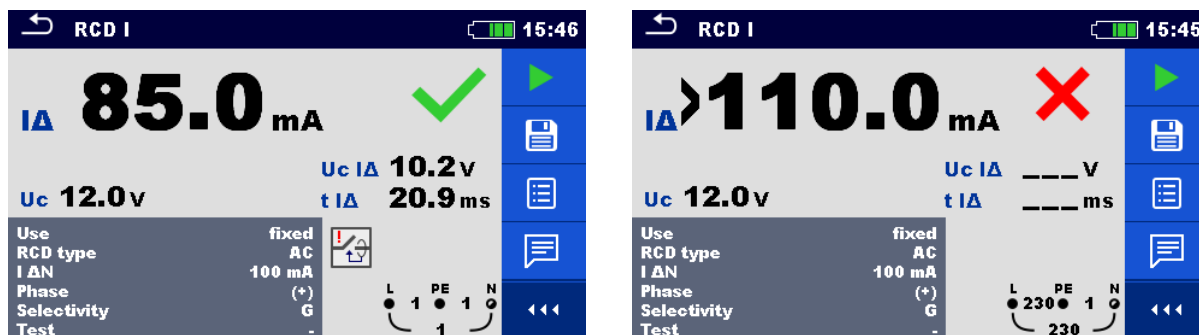 RCD I 15:46
IΔ 85.0 mA
Uc IΔ 10.2 V
Uc 12.0 V t IΔ 20.9 ms
Use fixed
RCD type AC
I ΔN 100 mA
Phase (+)
Selectivity G
Test -
L PE N
1 1
1
RCD I 15:45
IΔ >110.0 mA
Uc IΔ ___ V
Uc 12.0 V t IΔ ___ ms
Use fixed
RCD type AC
I ΔN 100 mA
Phase (+)
Selectivity G
Test -
L PE N
230 1
230